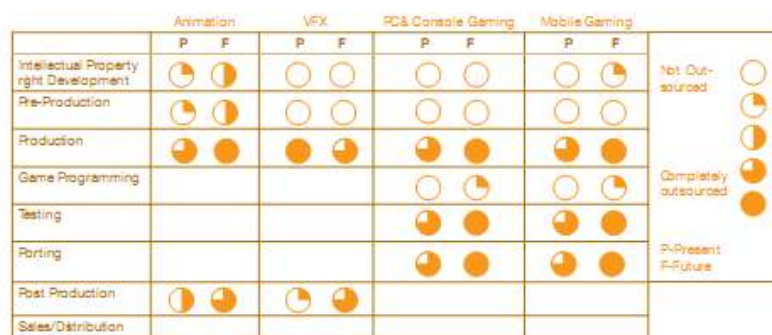 Animation VFX PC& Console Gaming Mobile Gaming
P F P F P F P F
Intellectual Property
right Development
Pre-Production
Production
Game Programming
Testing
Porting
Post Production
Sales/Distribution
Not Out-
sourced
Completely
outsourced
P-Present
F-Future